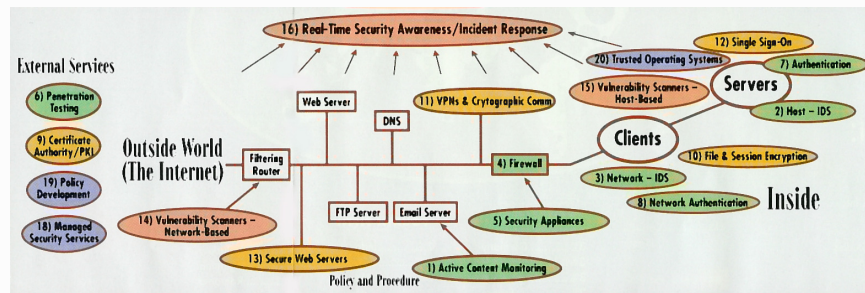 16) Real-Time Security Awareness/Incident Response
12) Single Sign-On
20) Trusted Operating Systems
7) Authentication
External Services
Servers
6) Penetration
Testing
15) Vulnerability Scanners –
Host-Based
Web Server
11) VPNs & Crytographic Comm
2) Host – IDS
DNS
9) Certificate
Authority/PKI
Clients
Outside World
(The Internet)
Filtering
Router
4) Firewall
10) File & Session Encryption
19) Policy
Development
3) Network – IDS
Inside
8) Network Authentication
14) Vulnerability Scanners –
Network-Based
FTP Server
Email Server
5) Security Appliances
18) Managed
Security Services
13) Secure Web Servers
1) Active Content Monitoring
Policy and Procedure